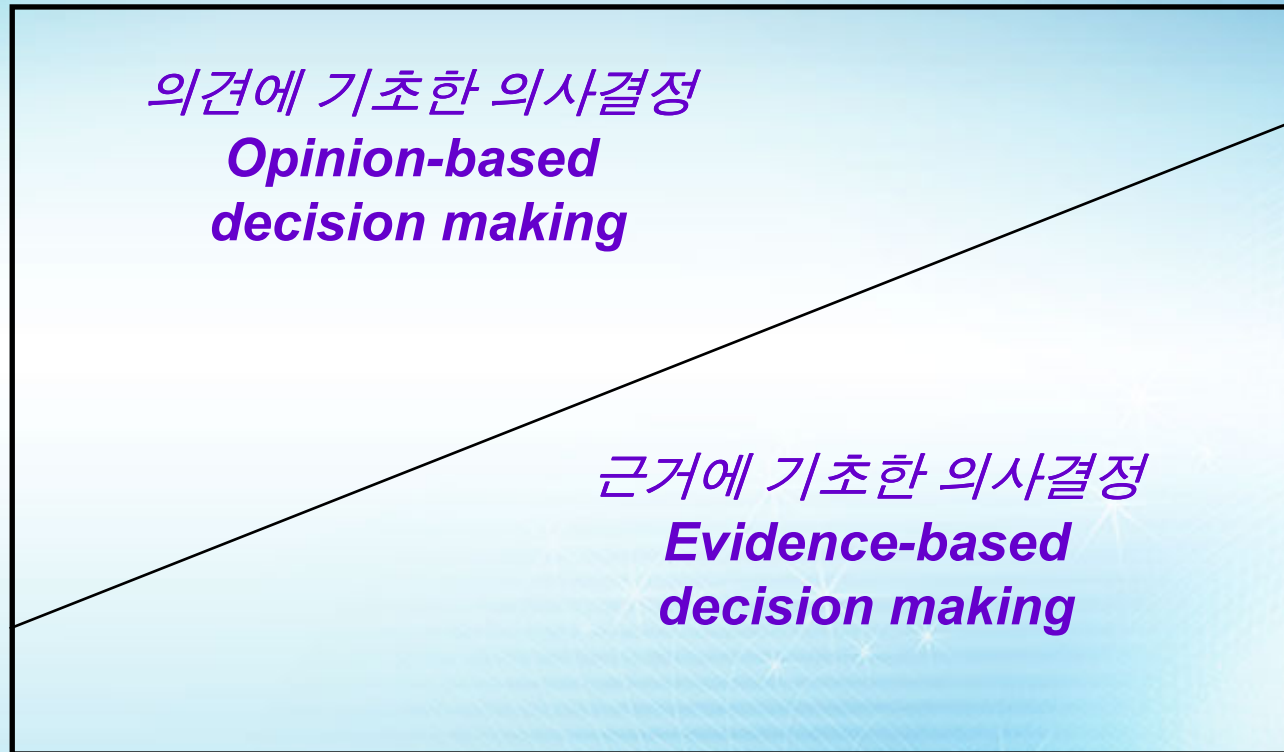 의견에 기초한 의사결정
Opinion-based
decision making
근거에 기초한 의사결정
Evidence-based
decision making